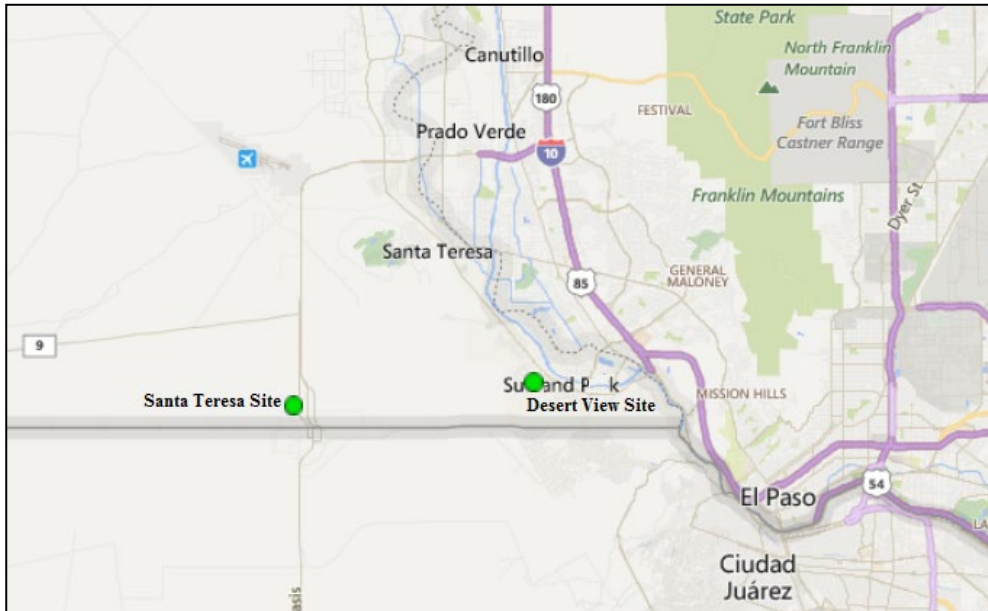 State Park
Canutillo
North Franklin
Mountain
180
FESTIVAL
Prado Verde
Fort Bliss
Castner Range
10
Franklin Mountains
Dyer St
Santa Teresa
GENERAL
MALONEY
85
9
MISSION HILLS
Santa Teresa Site
Desert View Site
El Paso
54
LA
Ciudad
Juárez
asis